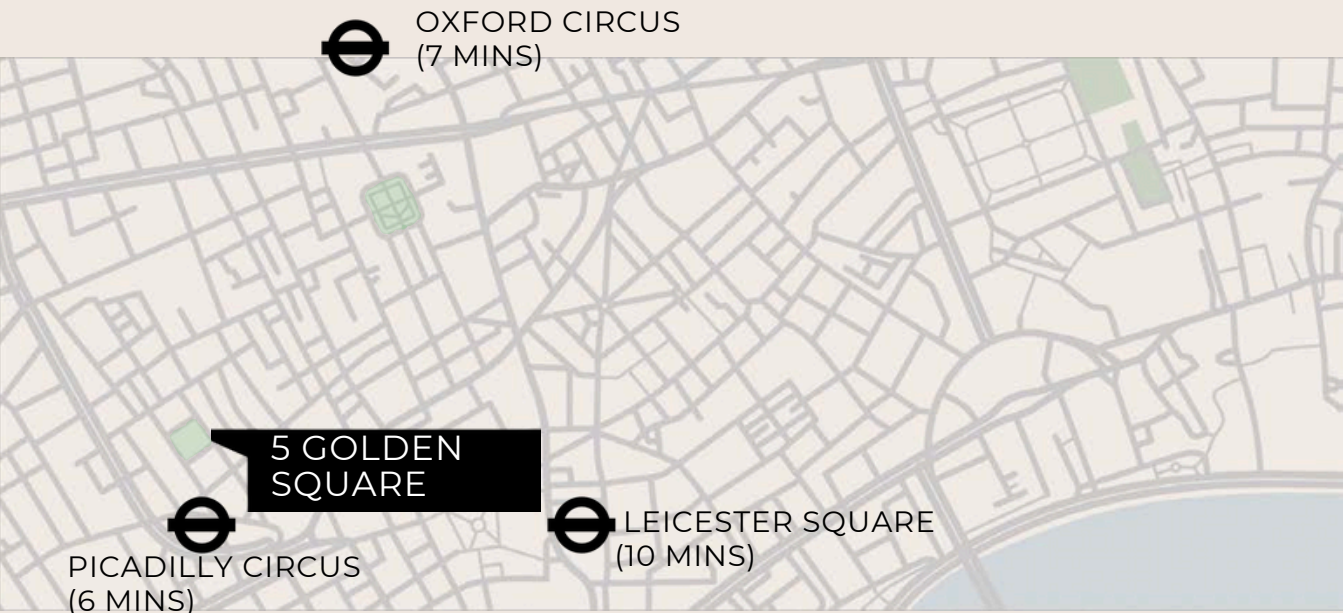 OXFORD CIRCUS
(7 MINS)
5 GOLDEN
SQUARE
LEICESTER SQUARE
(10 MINS)
PICADILLY CIRCUS
(6 MINS)